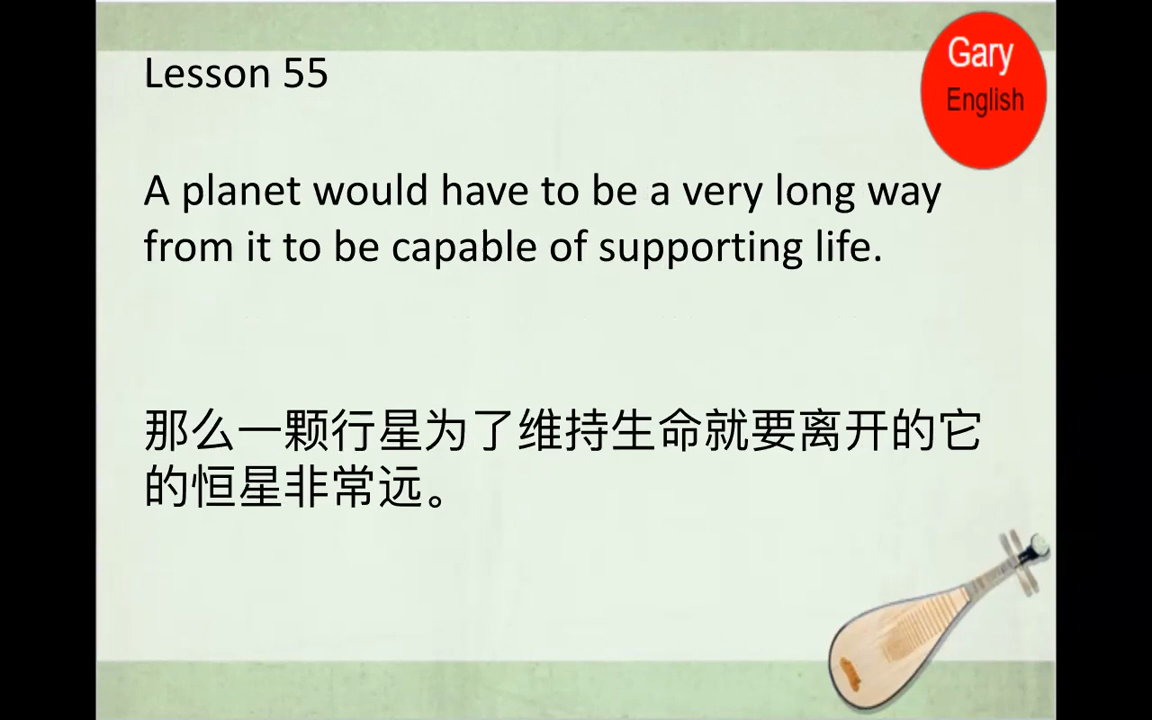 Lesson 55
Gary
English
A planet would have to be a very long way
from it to be capable of supporting life.
那么一颗行星为了维持生命就要离开的它
的恒星非常远。